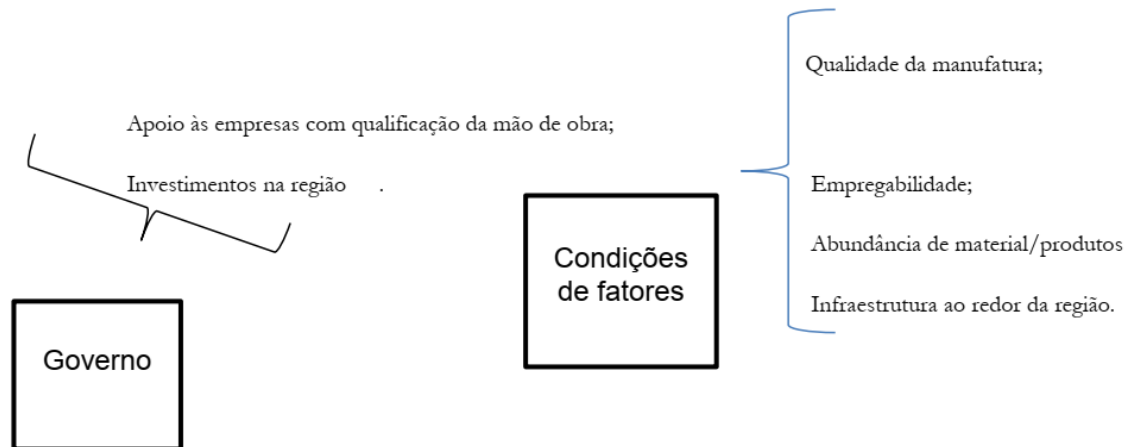 Qualidade da manufatura;
Apoio às empresas com qualificação da mão de obra;
Investimentos na região .
Empregabilidade;
Abundância de material/produtos
Infraestrutura ao redor da região.
Condições
de fatores
Governo